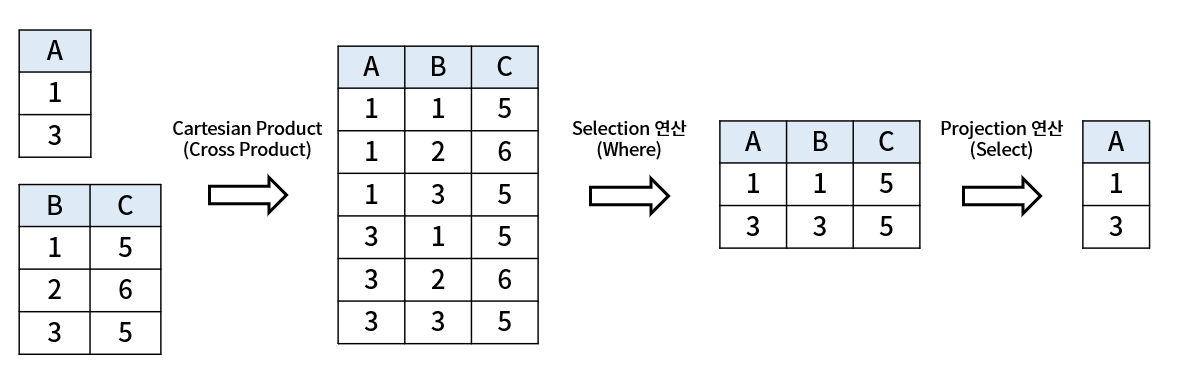 A
1
3
B C
1 5
2 6
3 5
Cartesian Product
(Cross Product)
A B C
1 1 5
1 2 6
1 3 5
3 1 5
3 2 6
3 3 5
Selection 연산
(Where)
A B C
1 1 5
3 3 5
Projection 연산
(Select)
A
1
3